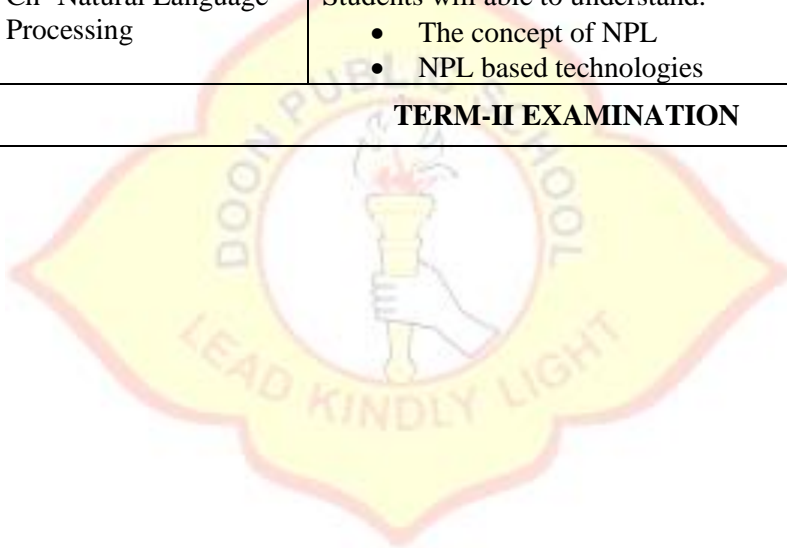 Ch- Natural Language
Processing
Students will able to understand:
• The concept of NPL
• NPL based technologies
TERM-II EXAMINATION
DOON PUBLIC SCHOOL
LEAD KINDLY LIGHT